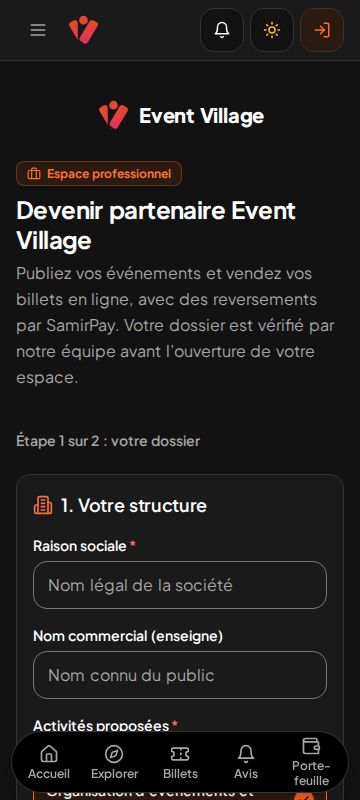 Event Village
Espace professionnel
Devenir partenaire Event
Village
Publiez vos événements et vendez vos
billets en ligne, avec des reversements
par SamirPay. Votre dossier est vérifié par
notre équipe avant l’ouverture de votre
espace.
Étape 1 sur 2 : votre dossier
1. Votre structure
Raison sociale *
Nom légal de la société
Nom commercial (enseigne)
Nom connu du public
Activités proposées *
Organisation d'événements et
Accueil
Explorer
Billets
Avis
Porte-
feuille